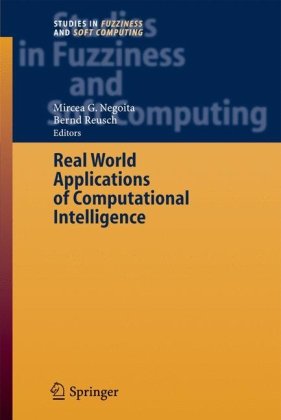 STUDIES IN FUZZINESS
AND SOFT COMPUTING
Studies
in Fuzziness
and Soft
Computing
Mircea G. Negoita
Bernd Reusch
Editors
Real World
Applications
of Computational
Intelligence
Springer